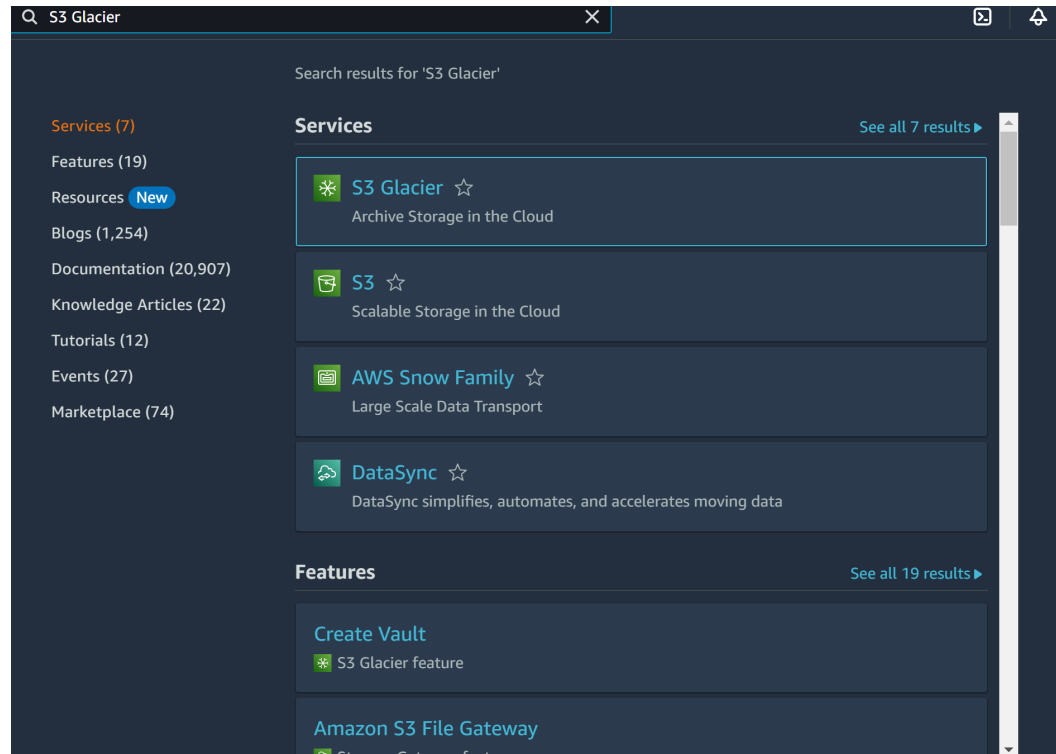 S3 Glacier
Search results for 'S3 Glacier'
Services (7)
Features (19)
Resources New
Blogs (1,254)
Documentation (20,907)
Knowledge Articles (22)
Tutorials (12)
Events (27)
Marketplace (74)
Services
See all 7 results
S3 Glacier
Archive Storage in the Cloud
S3
Scalable Storage in the Cloud
AWS Snow Family
Large Scale Data Transport
DataSync
DataSync simplifies, automates, and accelerates moving data
Features
See all 19 results
Create Vault
S3 Glacier feature
Amazon S3 File Gateway